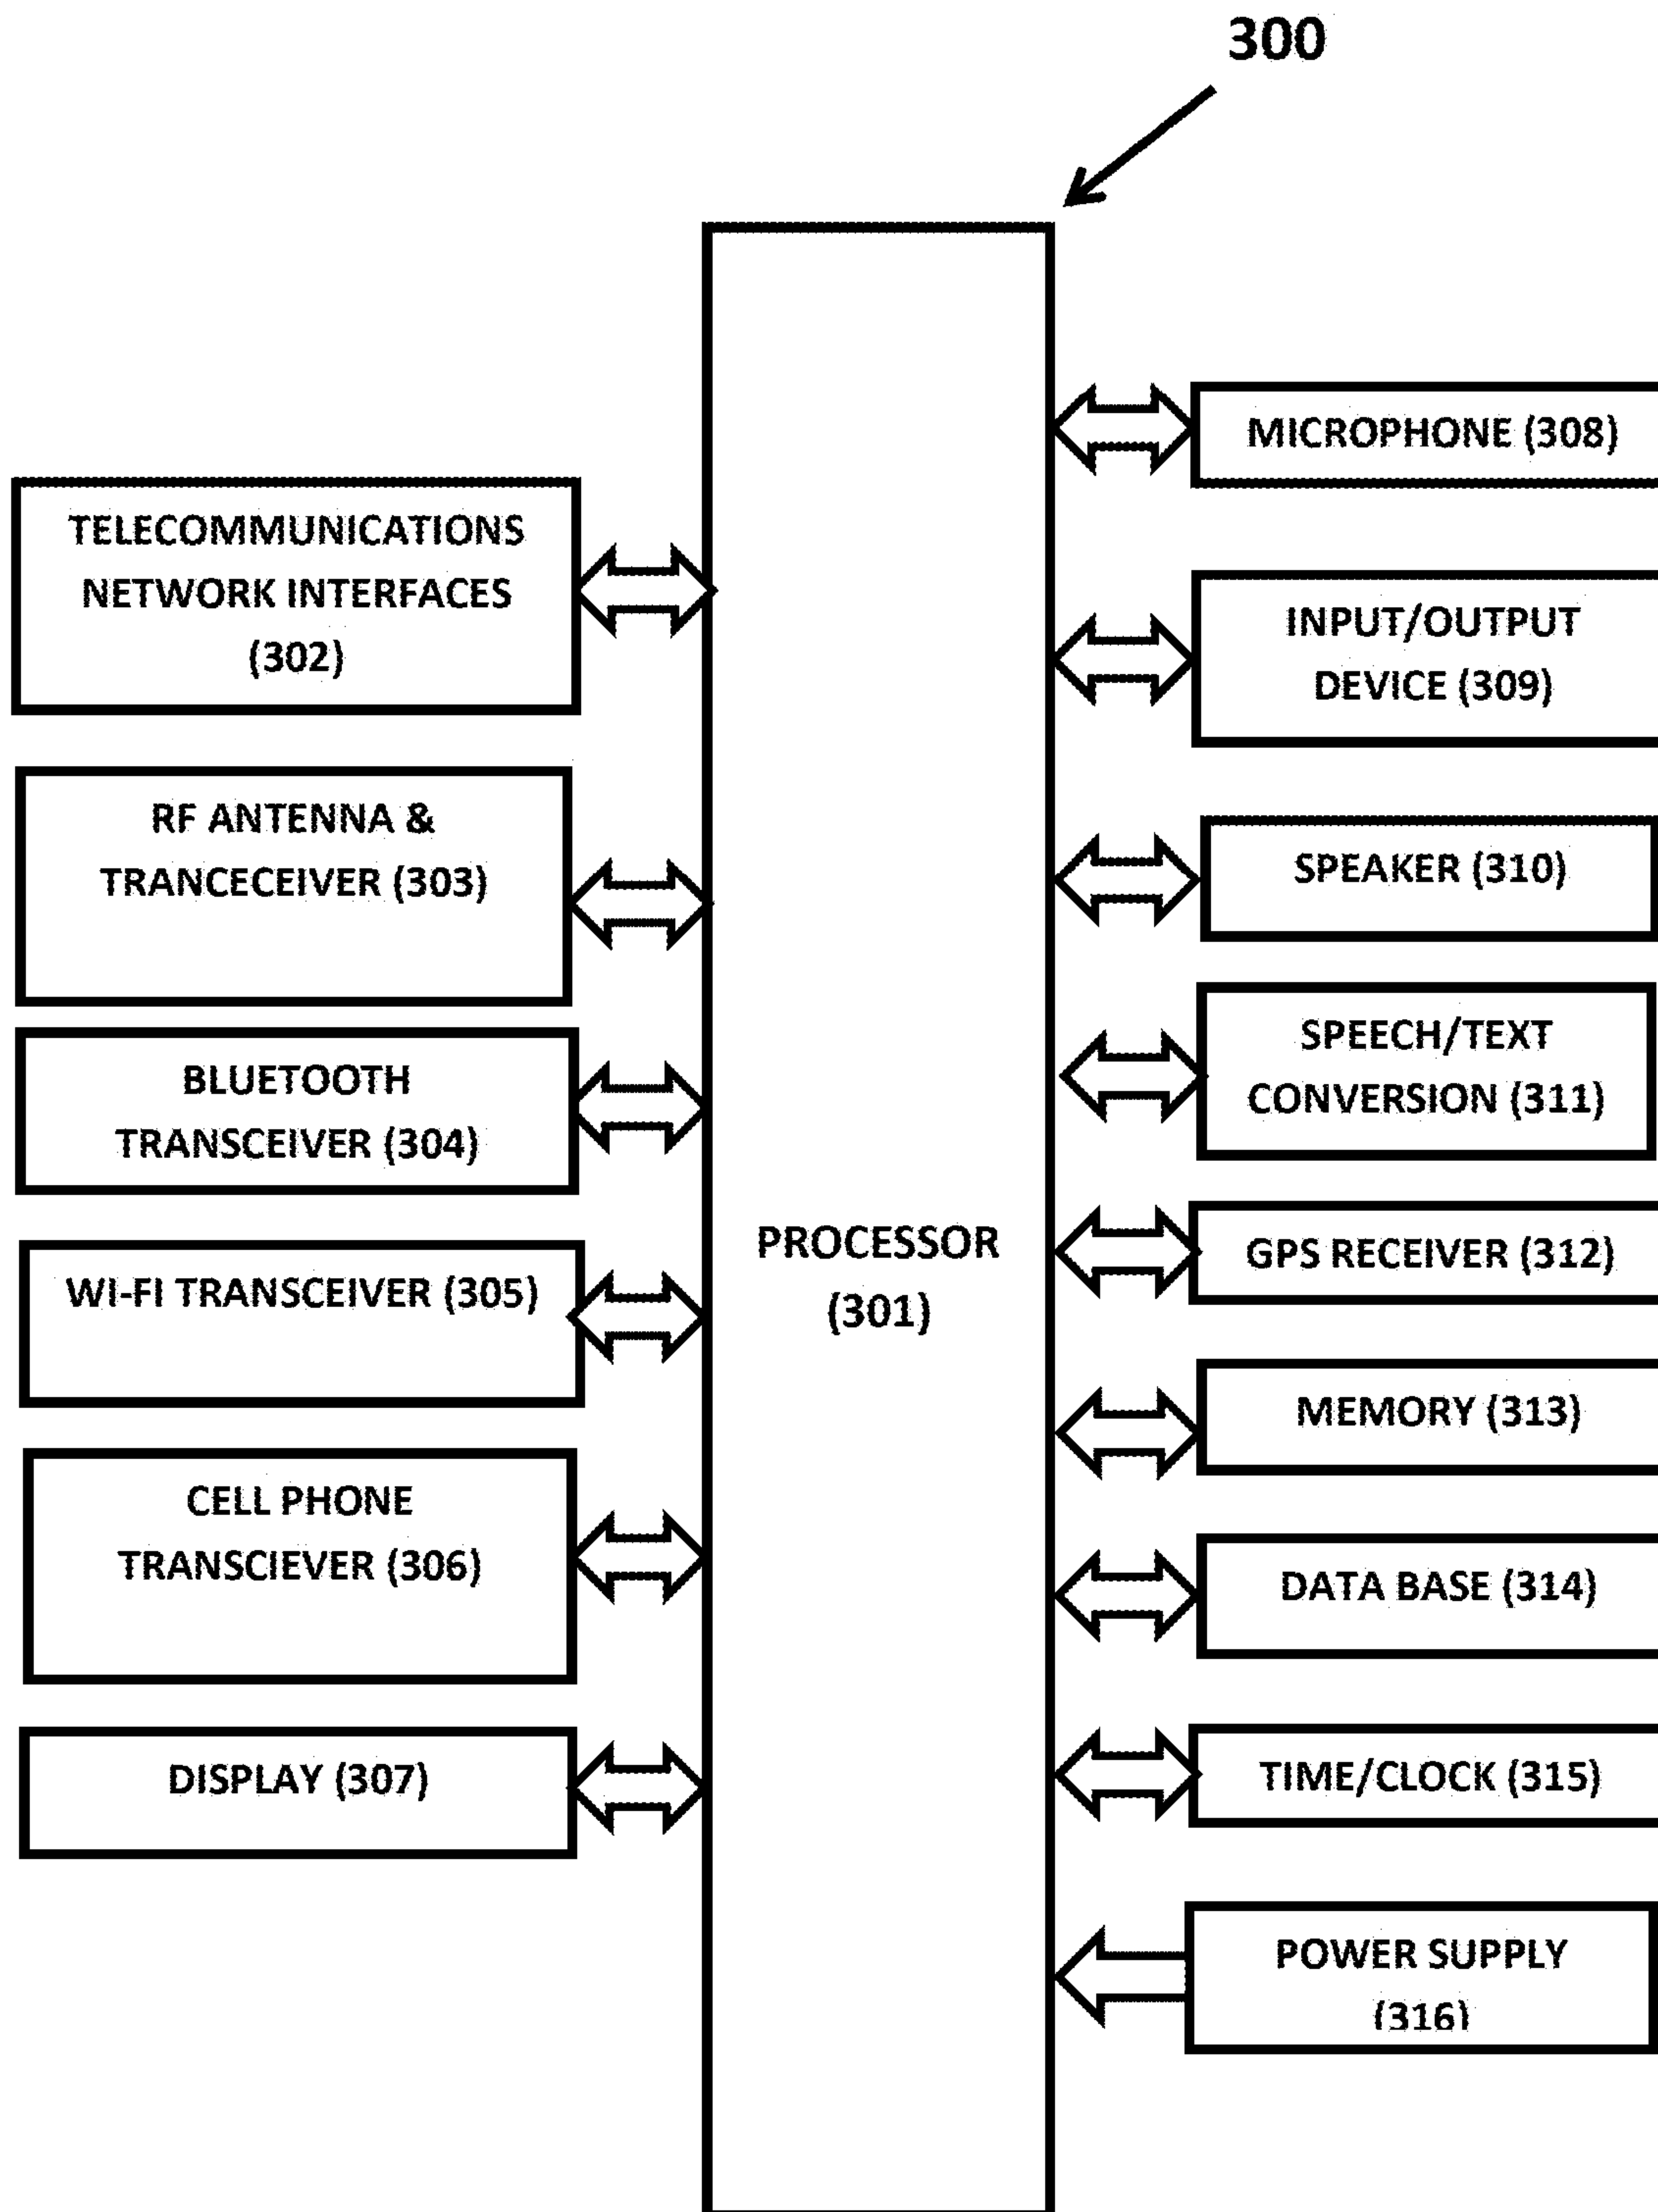 300
TELECOMMUNICATIONS
NETWORK INTERFACES
(302)
RF ANTENNA &
TRANCECEIVER (303)
BLUETOOTH
TRANSCEIVER (304)
WI-FI TRANSCEIVER (305)
CELL PHONE
TRANSCIEVER (306)
DISPLAY (307)
PROCESSOR
(301)
MICROPHONE (308)
INPUT/OUTPUT
DEVICE (309)
SPEAKER (310)
SPEECH/TEXT
CONVERSION (311)
GPS RECEIVER (312)
MEMORY (313)
DATA BASE (314)
TIME/CLOCK (315)
POWER SUPPLY
(316)